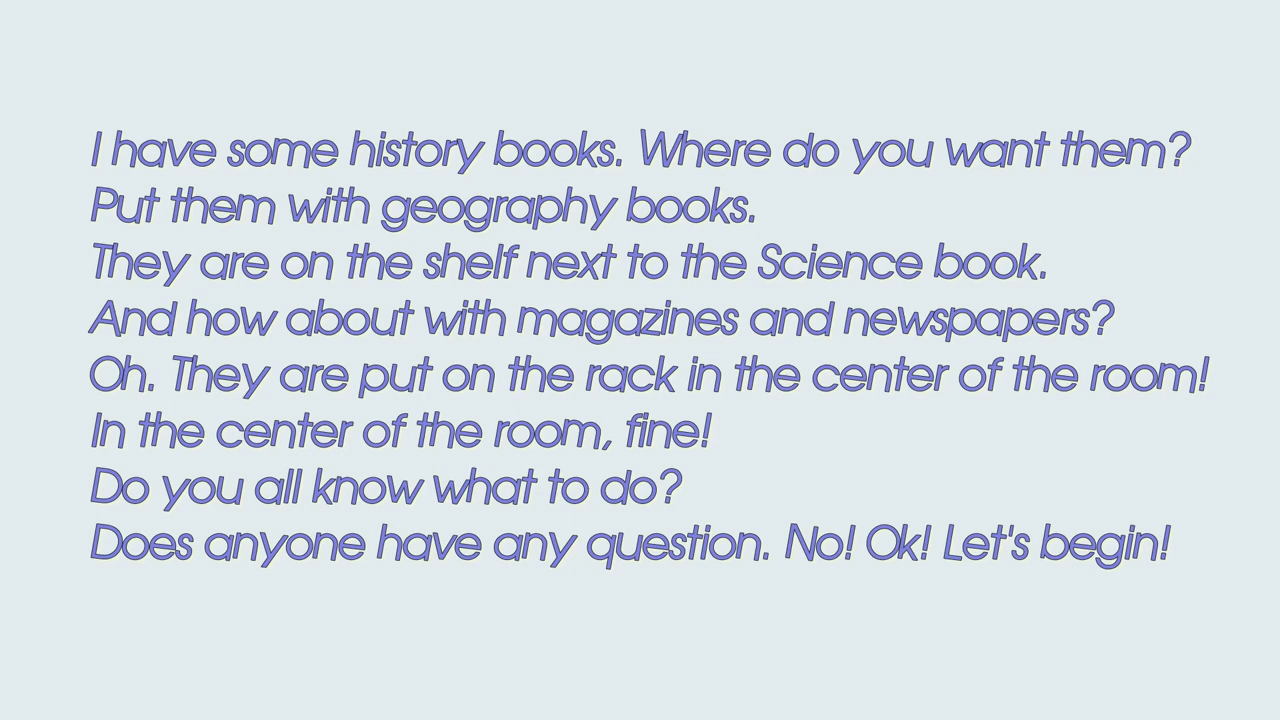 I have some history books. Where do you want them?
Put them with geography books.
They are on the shelf next to the Science book.
And how about with magazines and newspapers?
Oh. They are put on the rack in the center of the room!
In the center of the room, fine!
Do you all know what to do?
Does anyone have any question. No! Ok! Let's begin!